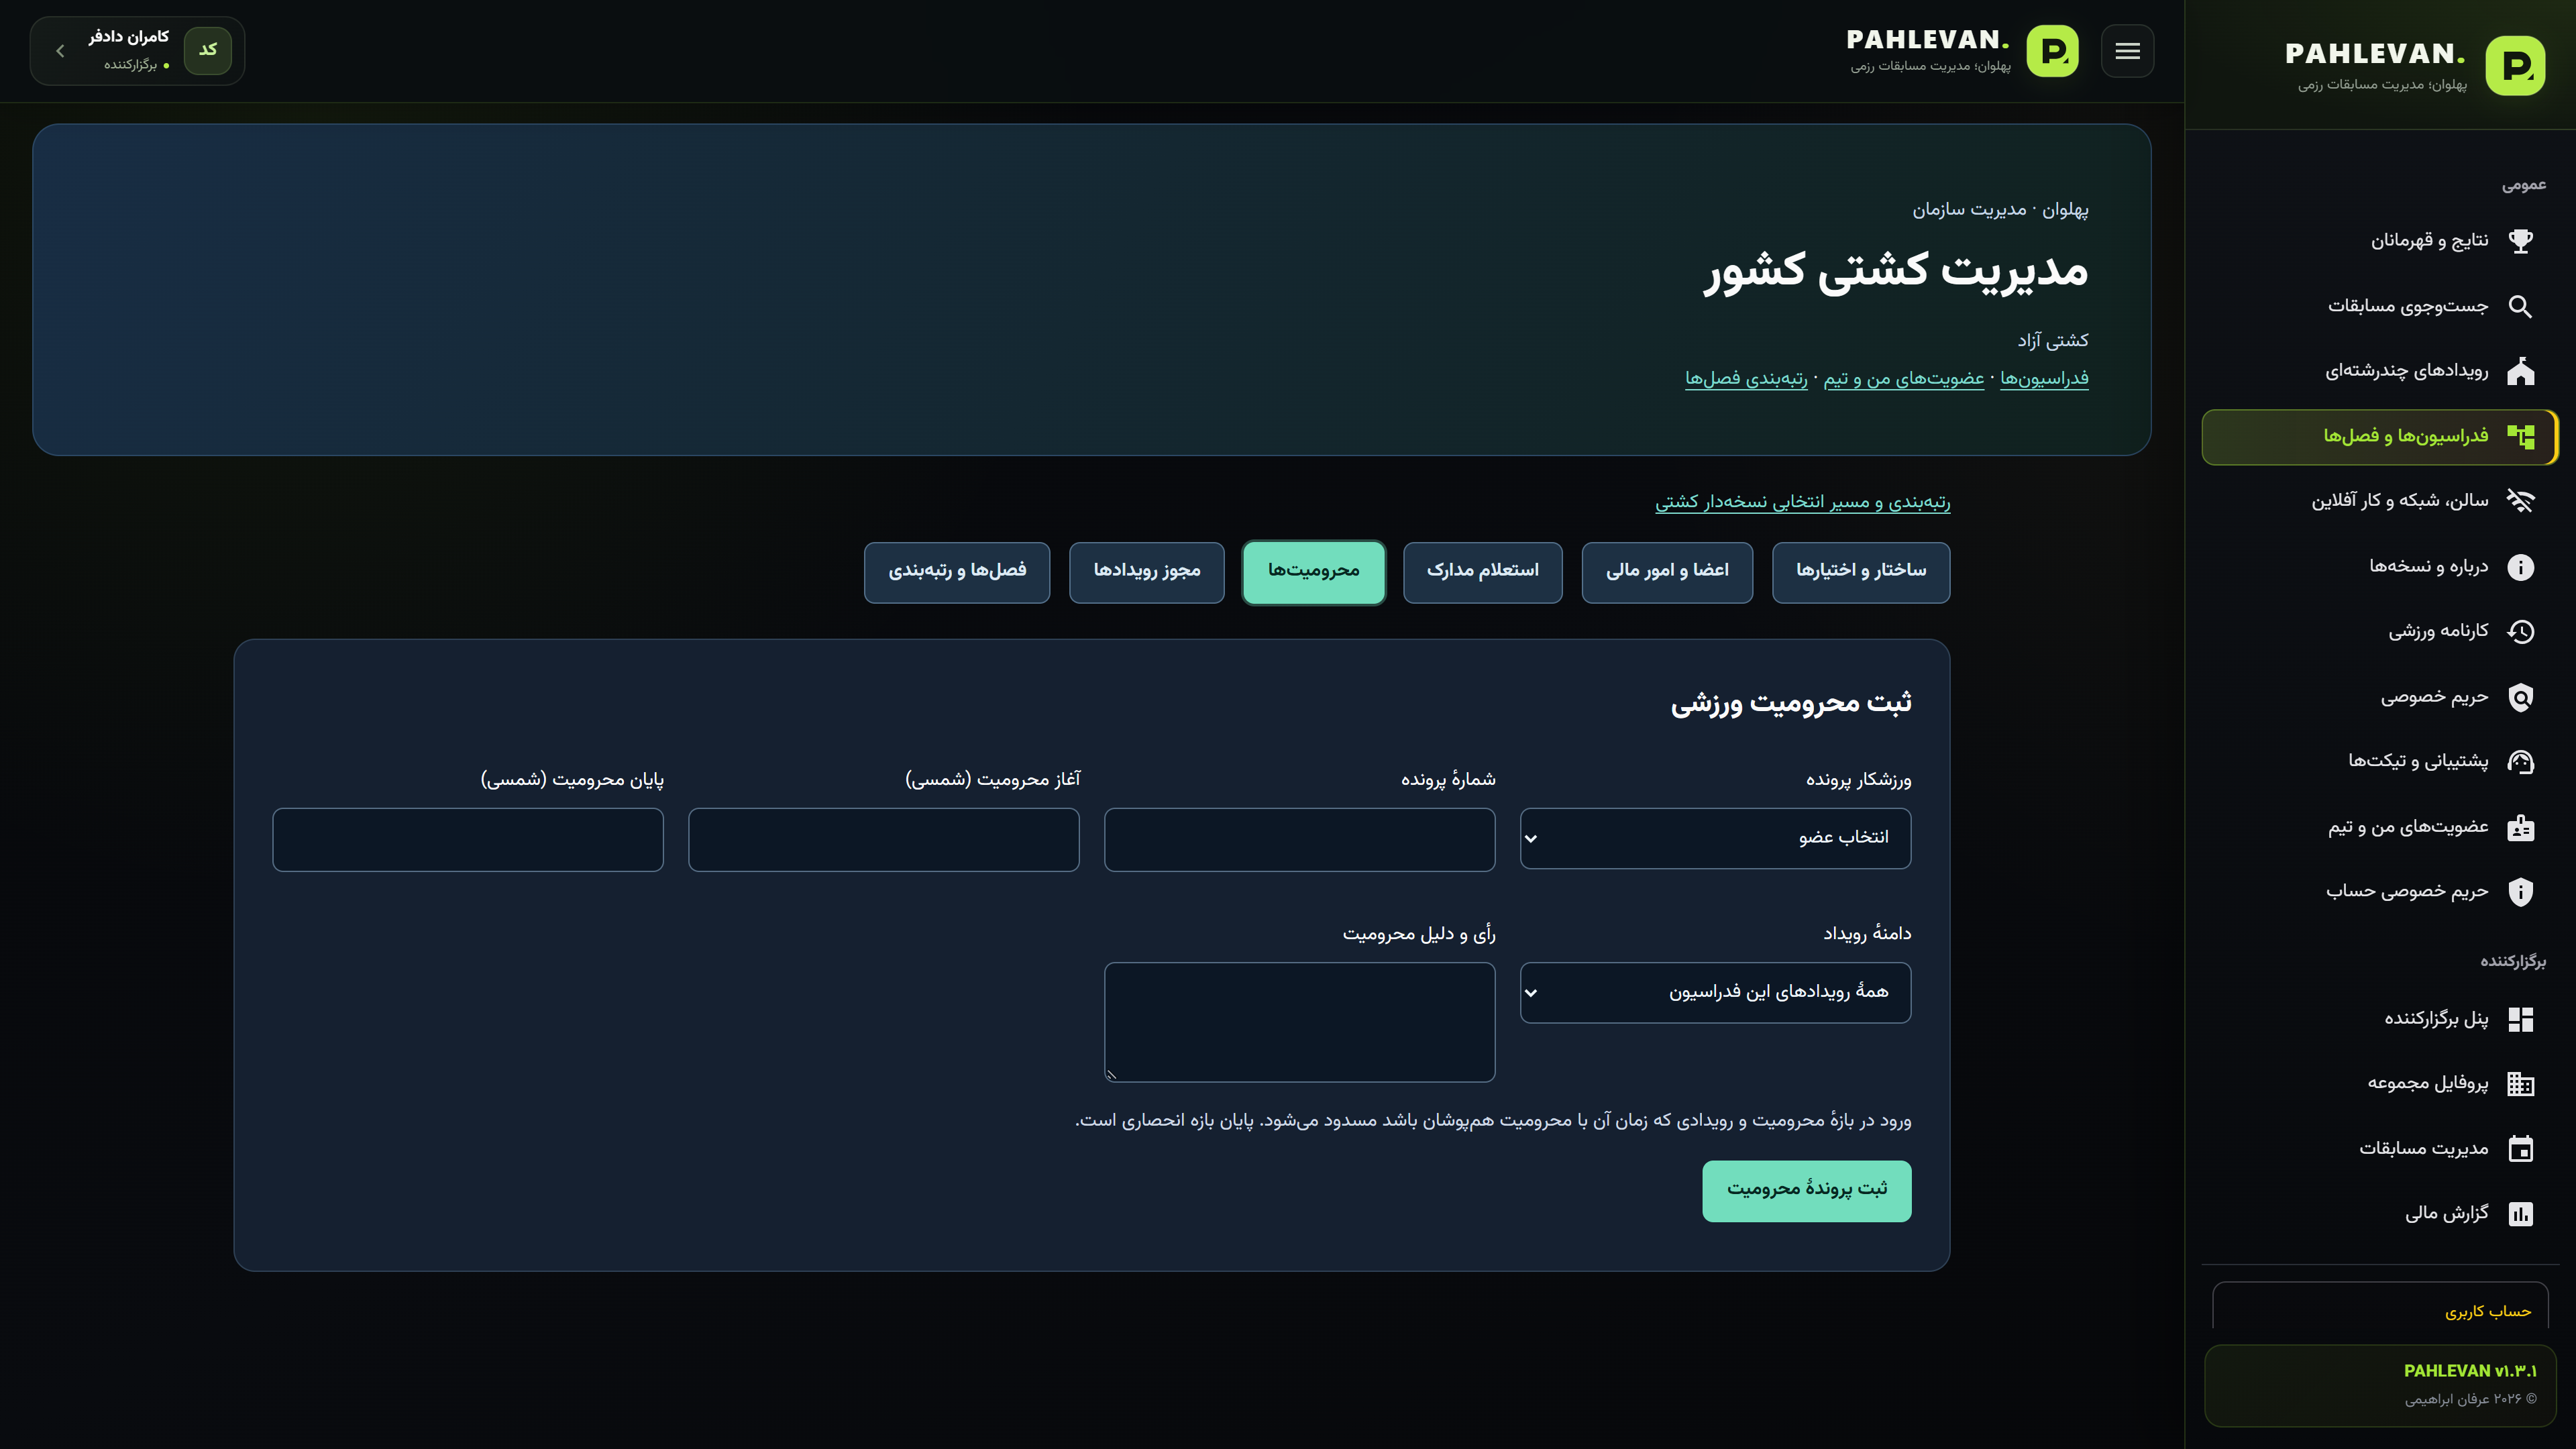 PAHLEVAN.
پهلوان؛ مدیریت مسابقات رزمی
عمومی
نتایج و قهرمانان
جست‌وجوی مسابقات
رویدادهای چندرشته‌ای
فدراسیون‌ها و فصل‌ها
سالن، شبکه و کار آفلاین
درباره و نسخه‌ها
کارنامه ورزشی
حریم خصوصی
پشتیبانی و تیکت‌ها
عضویت‌های من و تیم
حریم خصوصی حساب
برگزارکننده
پنل برگزارکننده
پروفایل مجموعه
مدیریت مسابقات
گزارش مالی
حساب کاربری
PAHLEVAN v۱.۳.۱
© ۲۰۲۶ عرفان ابراهیمی
PAHLEVAN.
پهلوان؛ مدیریت مسابقات رزمی
کد
کامران دادفر
برگزارکننده
پهلوان · مدیریت سازمان
مدیریت کشتی کشور
کشتی آزاد
فدراسیون‌ها · عضویت‌های من و تیم · رتبه‌بندی فصل‌ها
رتبه‌بندی و مسیر انتخابی نسخه‌دار کشتی
ساختار و اختیارها
اعضا و امور مالی
استعلام مدارک
محرومیت‌ها
مجوز رویدادها
فصل‌ها و رتبه‌بندی
ثبت محرومیت ورزشی
ورزشکار پرونده
شمارهٔ پرونده
آغاز محرومیت (شمسی)
پایان محرومیت (شمسی)
انتخاب عضو
دامنهٔ رویداد
رأی و دلیل محرومیت
همهٔ رویدادهای این فدراسیون
ورود در بازهٔ محرومیت و رویدادی که زمان آن با محرومیت هم‌پوشان باشد مسدود می‌شود. پایان بازه انحصاری است.
ثبت پروندهٔ محرومیت